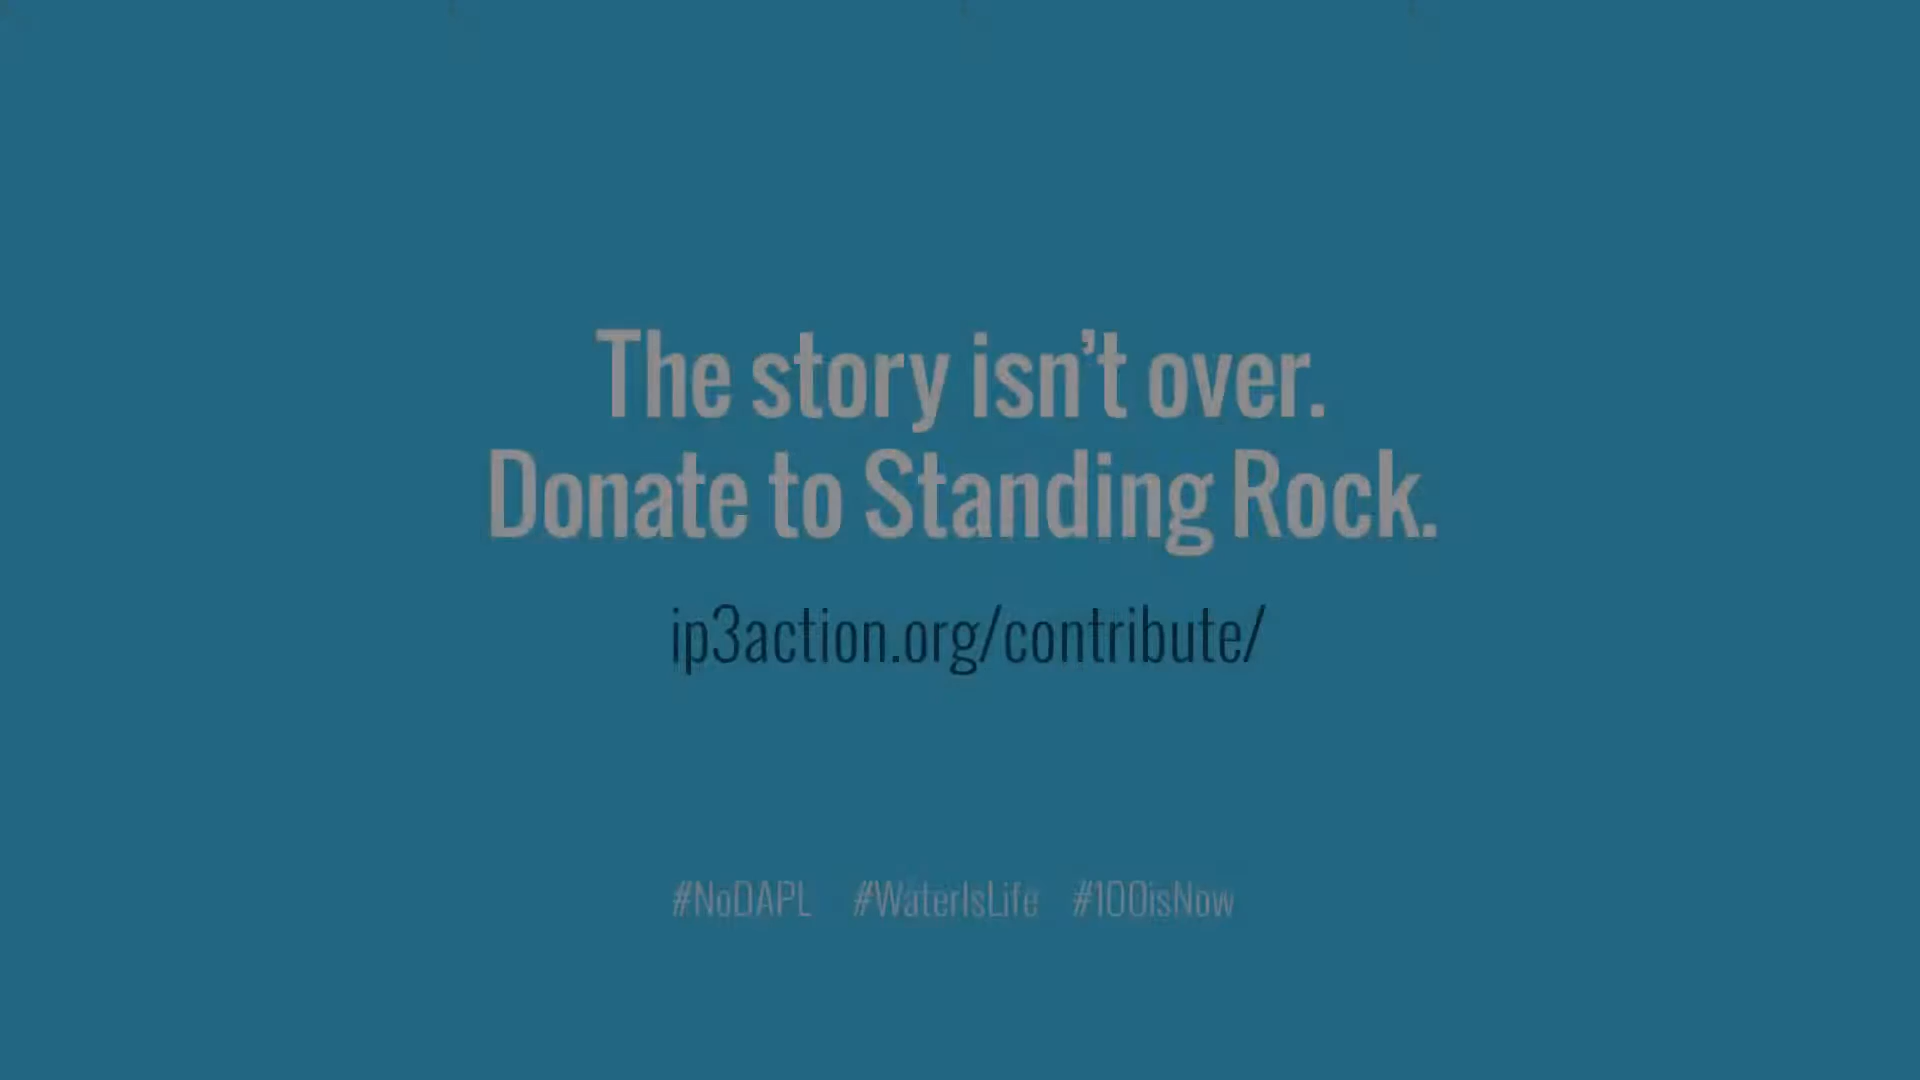 The story isn’t over.
Donate to Standing Rock.
ip3action.org/contribute/
#NoDAPL #WaterIsLife #100isNow